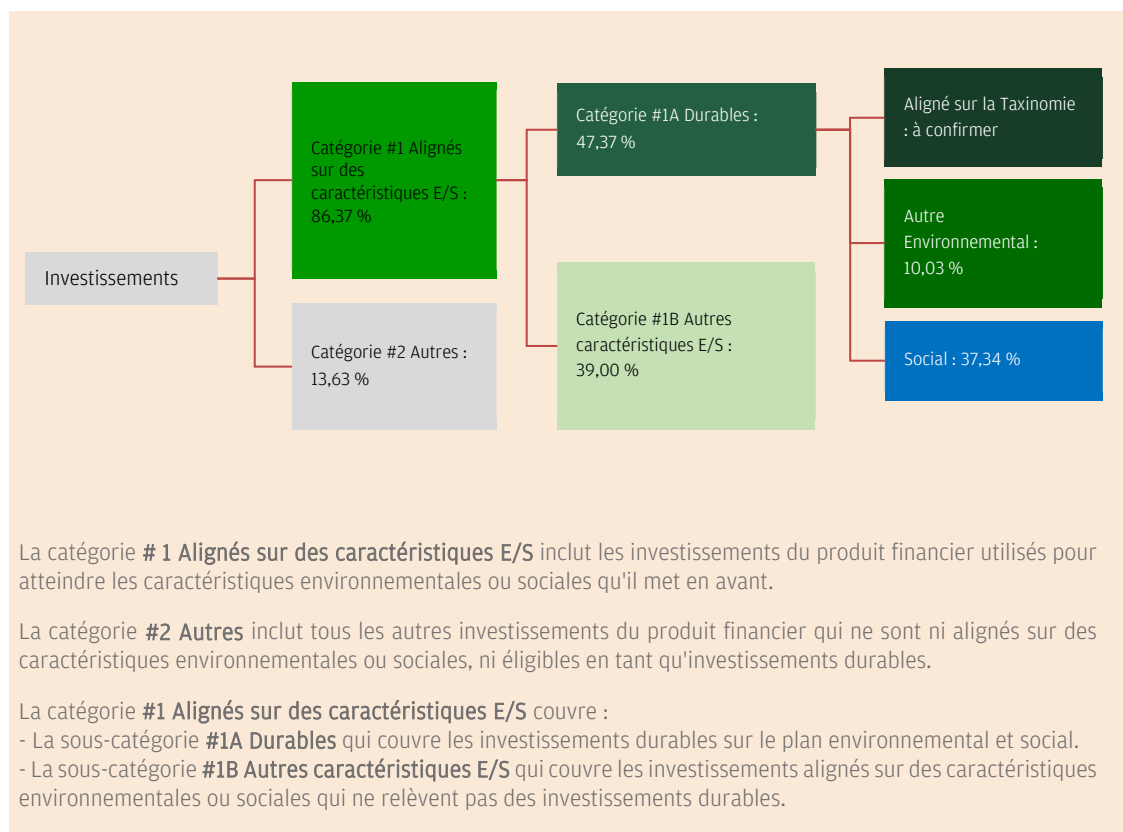 Investissements
Catégorie #1 Alignés
sur des
caractéristiques E/S :
86,37 %
Catégorie #2 Autres :
13,63 %
Catégorie #1A Durables :
47,37 %
Catégorie #1B Autres
caractéristiques E/S :
39,00 %
Aligné sur la Taxinomie
: à confirmer
Autre
Environnemental :
10,03 %
Social : 37,34 %
La catégorie # 1 Alignés sur des caractéristiques E/S inclut les investissements du produit financier utilisés pour
atteindre les caractéristiques environnementales ou sociales qu'il met en avant.
La catégorie #2 Autres inclut tous les autres investissements du produit financier qui ne sont ni alignés sur des
caractéristiques environnementales ou sociales, ni éligibles en tant qu'investissements durables.
La catégorie #1 Alignés sur des caractéristiques E/S couvre :
- La sous-catégorie #1A Durables qui couvre les investissements durables sur le plan environnemental et social.
- La sous-catégorie #1B Autres caractéristiques E/S qui couvre les investissements alignés sur des caractéristiques
environnementales ou sociales qui ne relèvent pas des investissements durables.